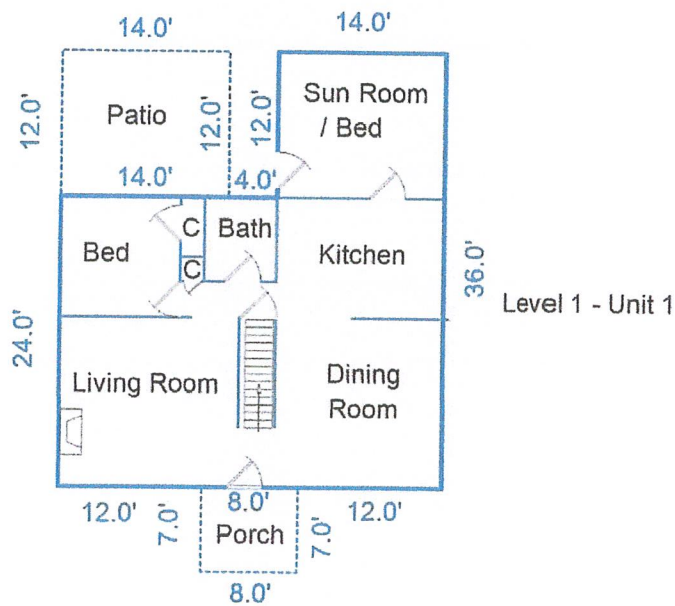 14.0' 14.0'
12.0' Patio 12.0' 12.0' Sun Room
/ Bed
14.0' 4.0'
Bed C Bath Kitchen 36.0'
C
Level 1 - Unit 1
24.0' Living Room Dining
Room
12.0' 7.0' 8.0' 7.0' 12.0'
Porch
8.0'